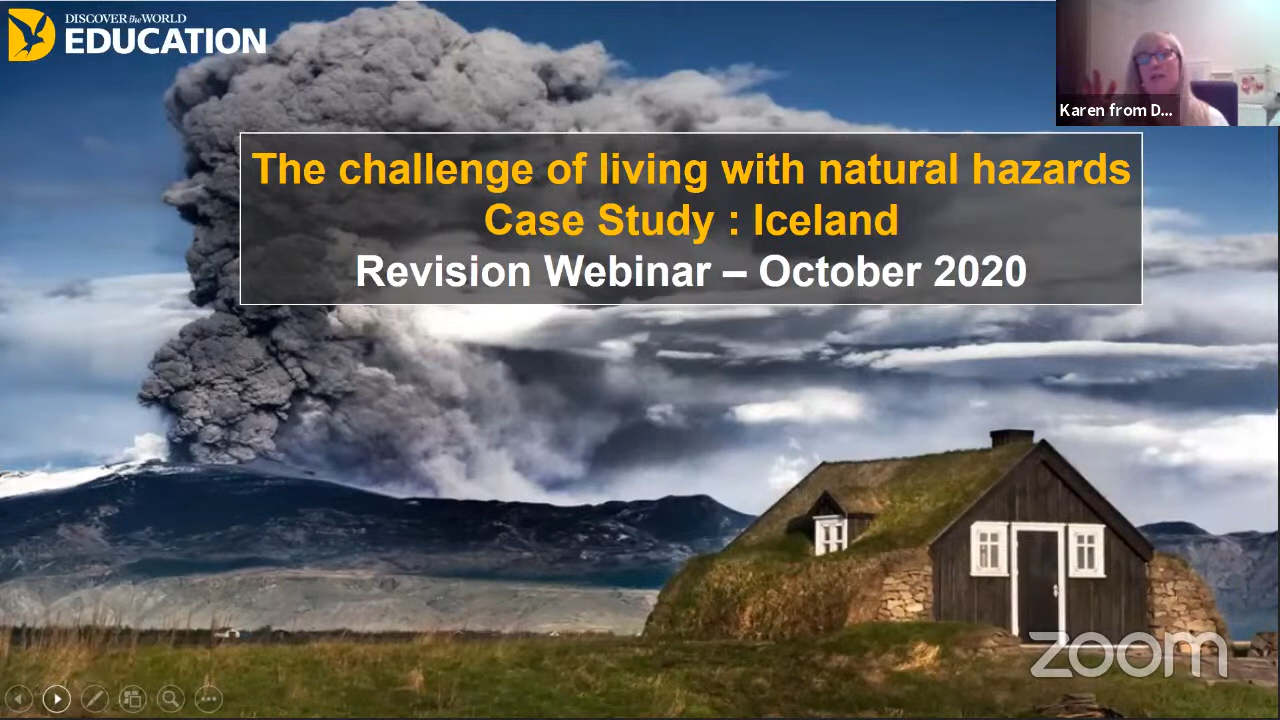 DISCOVER the WORLD
EDUCATION
Karen from D...
The challenge of living with natural hazards
Case Study : Iceland
Revision Webinar – October 2020
zoom